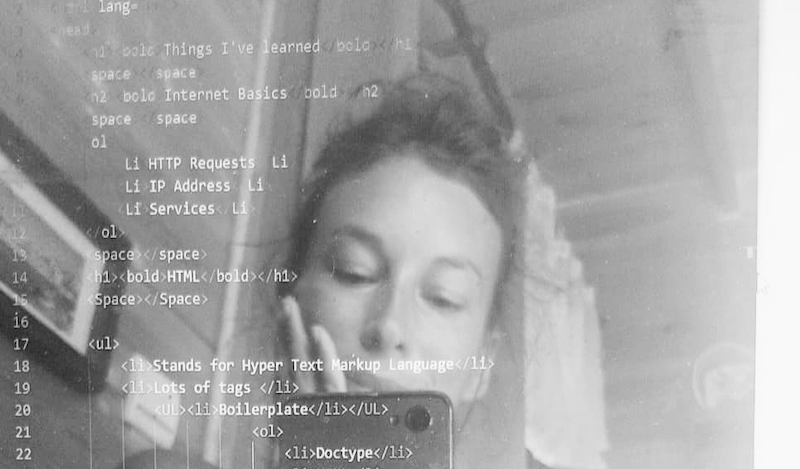 lang=
head
<h1 bold Things I've learned</bold></h1
space </space>
h2 bold Internet Basics bold h2
space space
ol
Li HTTP Requests Li
Li IP Address Li
Li Services Li
12 </ol>
13 <space></space>
14 <h1><bold>HTML</bold></h1>
15 <Space></Space>
16
17 <ul>
18 <li>Stands for Hyper Text Markup Language</li>
19 <li>Lots of tags </li>
20 <UL><li>Boilerplate</li></UL>
21 <ol>
22 <li>Doctype</li>